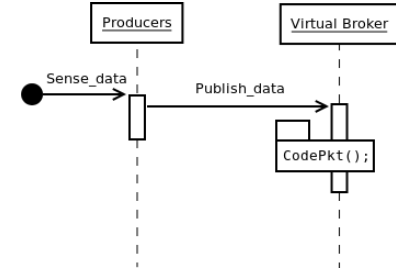 Producers
Virtual Broker
Sense_data
Publish_data
CodePkt();